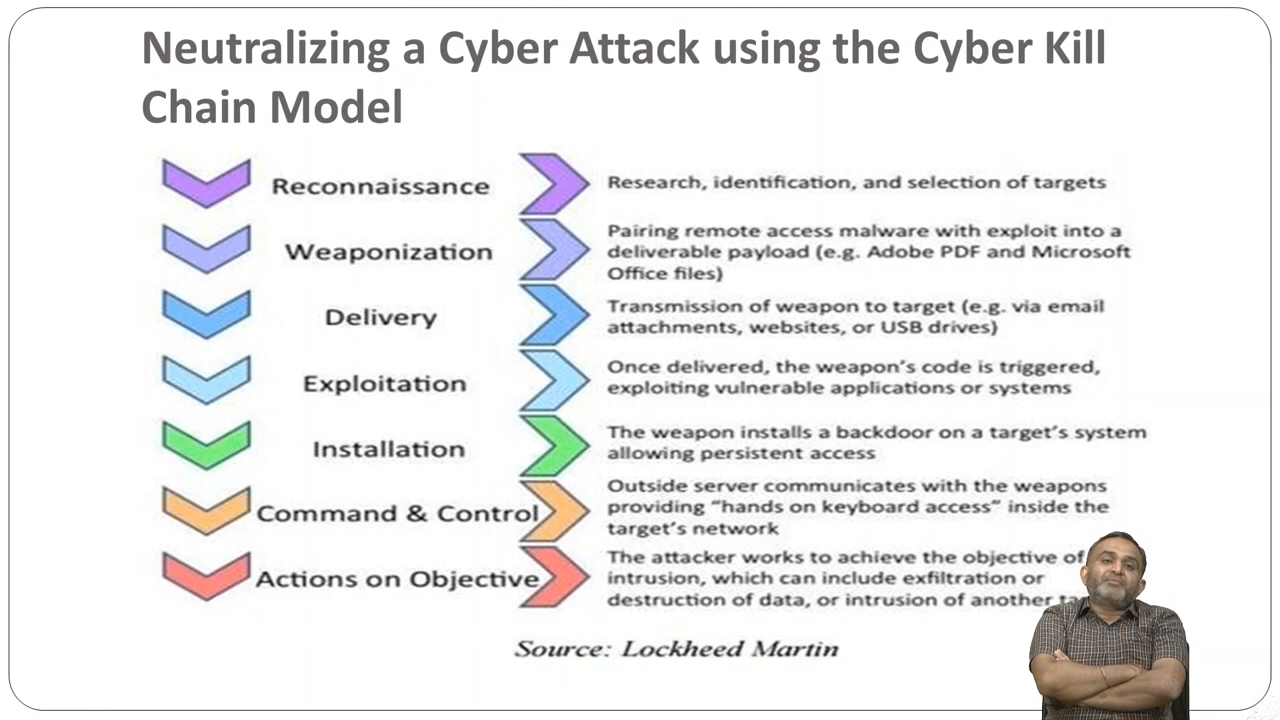 Neutralizing a Cyber Attack using the Cyber Kill
Chain Model
Reconnaissance
Research, identification, and selection of targets
Weaponization
Pairing remote access malware with exploit into a
deliverable payload (e.g. Adobe PDF and Microsoft
Office files)
Delivery
Transmission of weapon to target (e.g. via email
attachments, websites, or USB drives)
Exploitation
Once delivered, the weapon's code is triggered,
exploiting vulnerable applications or systems
Installation
The weapon installs a backdoor on a target's system
allowing persistent access
Command & Control
Outside server communicates with the weapons
providing "hands on keyboard access" inside the
target's network
Actions on Objective
The attacker works to achieve the objective of
intrusion, which can include exfiltration or
destruction of data, or intrusion of another
Source: Lockheed Martin